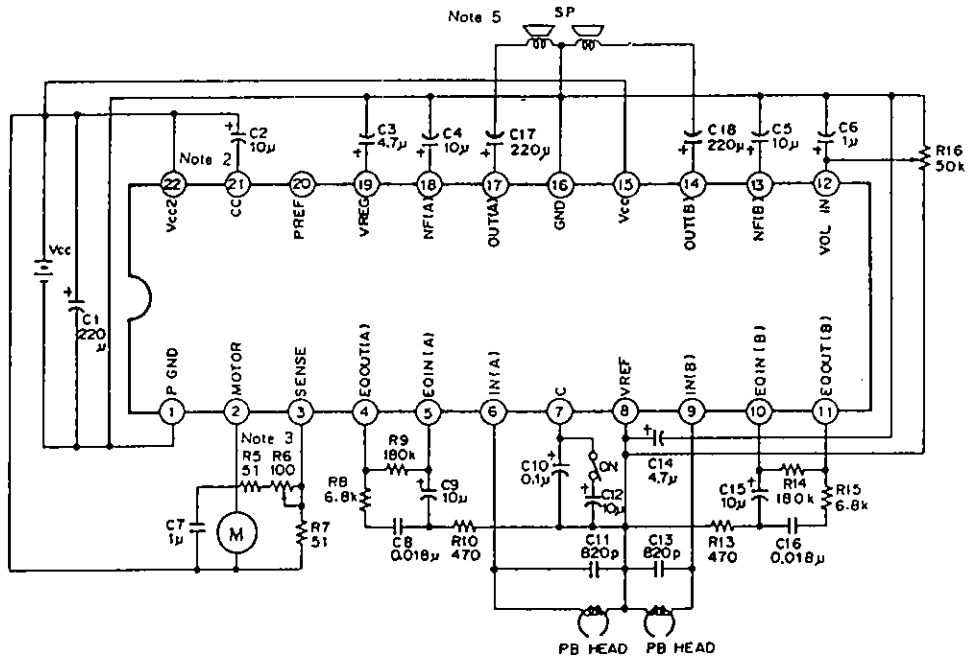 Note 5 SP
C2
10μ
C3
4.7μ
C4
10μ
C17
220μ
C18
220μ
C5
10μ
C6
1μ
R16
50k
Note 2
22 21 20 19 18 17 16 15 14 13 12
Vcc2 CC PREF VREG NF(A) OUT(A) GND Vcc OUT(B) NF(B) VOL IN
Vcc
C1
220
μ
P GND MOTOR SENSE EQOUT(A) EQIN(A) IN(A) C VREF IN(B) EQIN(B) EQOUT(B)
1 2 3 4 5 6 7 8 9 10 11
Note 3
R5
51
R6
100
R7
51
C7
1μ
M
R9
180k
R8
6.8k
C9
10μ
C8
0.018μ
R10
470
C10
0.1μ
ON
C12
10μ
C14
4.7μ
C11
820p
C13
820p
C15
10μ
R14
180k
R15
6.8k
R13
470
C16
0.018μ
PB HEAD PB HEAD